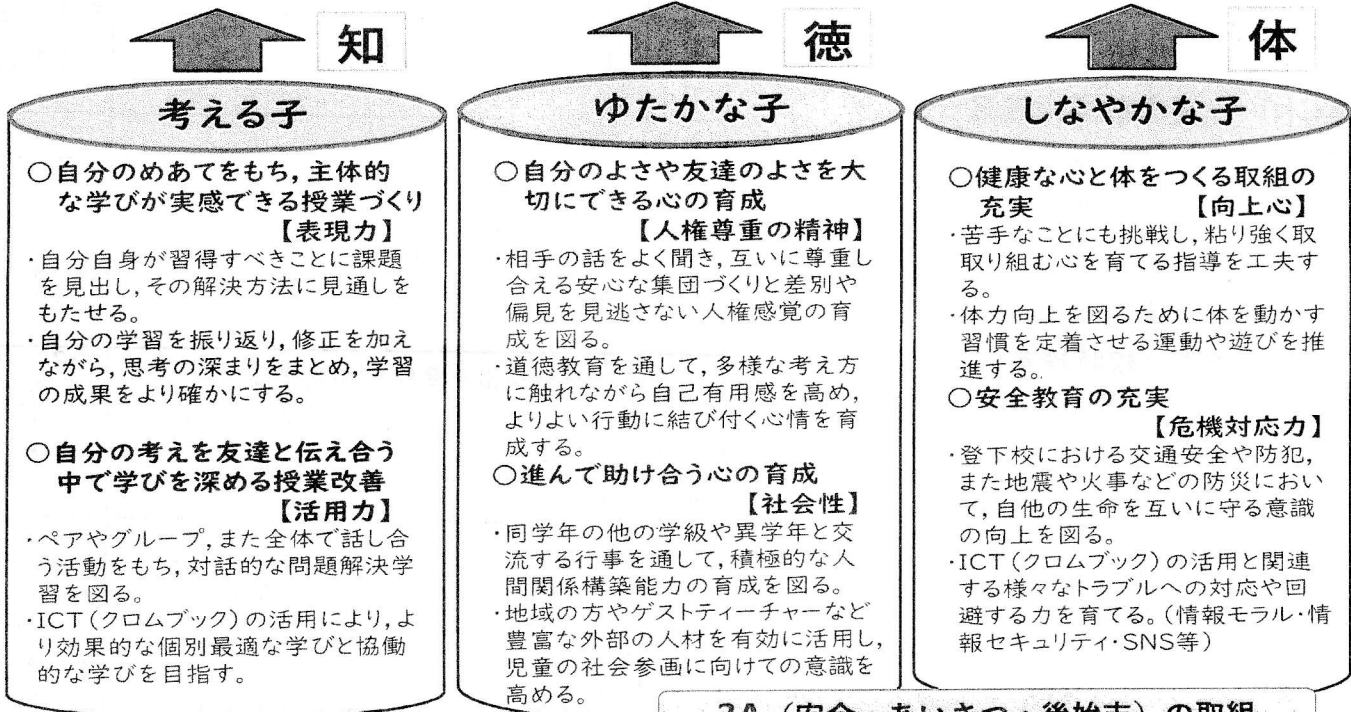 知
考える子
○自分のめあてをもち,主体的
な学びが実感できる授業づくり
【表現力】
・自分自身が習得すべきことに課題
を見出し,その解決方法に見通しを
もたせる。
・自分の学習を振り返り,修正を加え
ながら,思考の深まりをまとめ,学習
の成果をより確かにする。
○自分の考えを友達と伝え合う
中で学びを深める授業改善
【活用力】
・ペアやグループ,また全体で話し合
う活動をもち,対話的な問題解決学
習を図る。
・ICT(クロムブック)の活用により,よ
り効果的な個別最適な学びと協働
的な学びを目指す。
徳
ゆたかな子
○自分のよさや友達のよさを大
切にできる心の育成
【人権尊重の精神】
・相手の話をよく聞き,互いに尊重し
合える安心な集団づくりと差別や
偏見を見逃さない人権感覚の育
成を図る。
・道徳教育を通して,多様な考え方
に触れながら自己有用感を高め,
よりよい行動に結び付く心情を育
成する。
○進んで助け合う心の育成
【社会性】
・同学年の他の学級や異学年と交
流する行事を通して,積極的な人
間関係構築能力の育成を図る。
・地域の方やゲストティーチャーなど
豊富な外部の人材を有効に活用し,
児童の社会参画に向けての意識を
高める。
体
しなやかな子
○健康な心と体をつくる取組の
充実 【向上心】
・苦手なことにも挑戦し,粘り強く取
取り組む心を育てる指導を工夫す
る。
・体力向上を図るために体を動かす
習慣を定着させる運動や遊びを推
進する。
○安全教育の充実
【危機対応力】
・登下校における交通安全や防犯,
また地震や火事などの防災におい
て,自他の生命を互いに守る意識
の向上を図る。
・ICT(クロムブック)の活用と関連
する様々なトラブルへの対応や回
避する力を育てる。(情報モラル・情
報セキュリティ・SNS等)
3A(安全・あいさつ・後始末)の取組